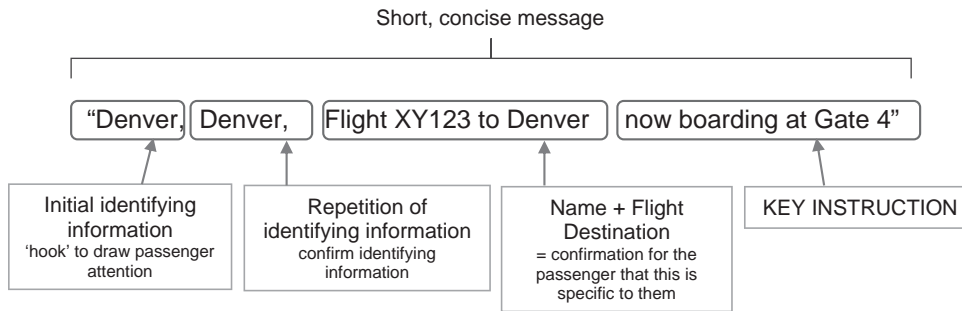 Short, concise message
“Denver, Denver, Flight XY123 to Denver now boarding at Gate 4”
Initial identifying
information
‘hook’ to draw passenger
attention
Repetition of
identifying information
confirm identifying
information
Name + Flight
Destination
= confirmation for the
passenger that this is
specific to them
KEY INSTRUCTION